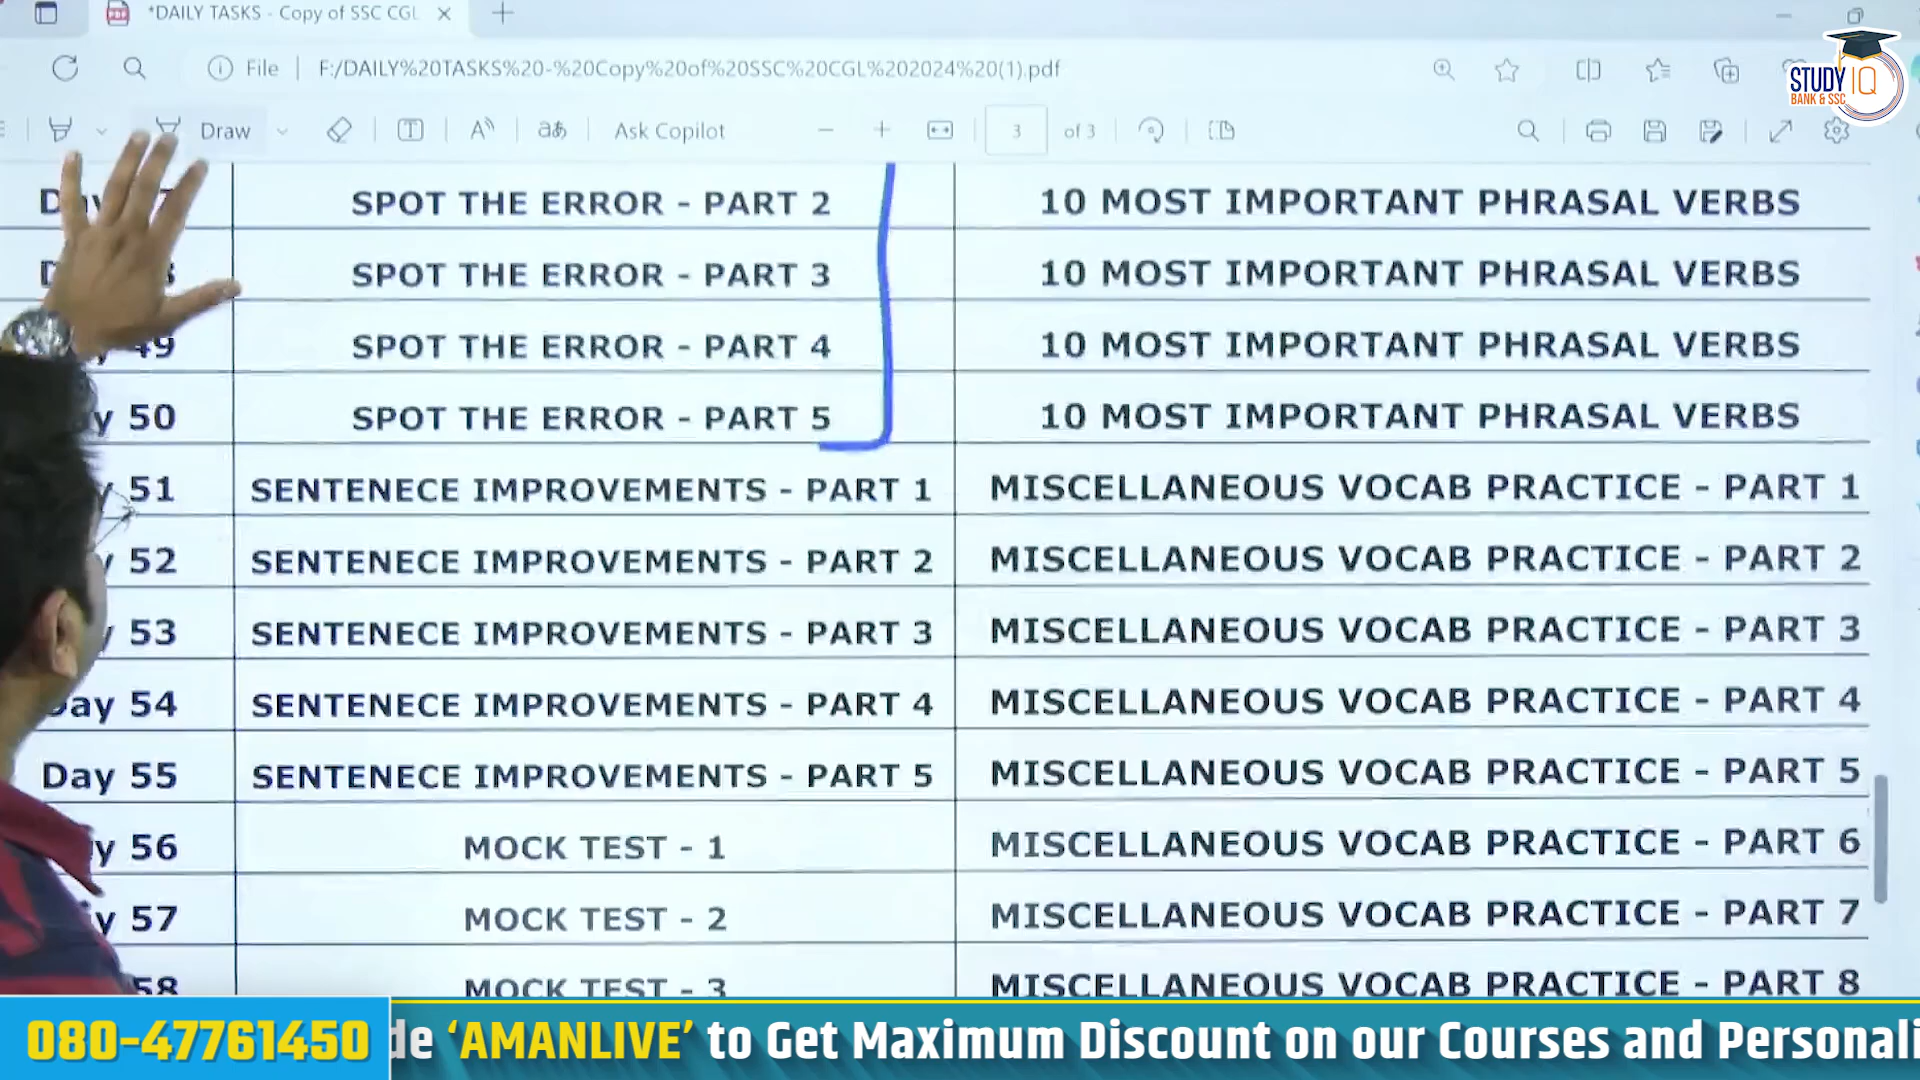 *DAILY TASKS - Copy of SSC CGL
File | F:/DAILY%20TASKS%20-%20Copy%20of%20SSC%20CGL%202024%20(1).pdf
STUDY IQ
BANK & SSC
Draw
Ask Copilot
3 of 3
SPOT THE ERROR - PART 2 10 MOST IMPORTANT PHRASAL VERBS
SPOT THE ERROR - PART 3 10 MOST IMPORTANT PHRASAL VERBS
49 SPOT THE ERROR - PART 4 10 MOST IMPORTANT PHRASAL VERBS
y 50 SPOT THE ERROR - PART 5 10 MOST IMPORTANT PHRASAL VERBS
51 SENTENECE IMPROVEMENTS - PART 1 MISCELLANEOUS VOCAB PRACTICE - PART 1
52 SENTENECE IMPROVEMENTS - PART 2 MISCELLANEOUS VOCAB PRACTICE - PART 2
53 SENTENECE IMPROVEMENTS - PART 3 MISCELLANEOUS VOCAB PRACTICE - PART 3
Day 54 SENTENECE IMPROVEMENTS - PART 4 MISCELLANEOUS VOCAB PRACTICE - PART 4
Day 55 SENTENECE IMPROVEMENTS - PART 5 MISCELLANEOUS VOCAB PRACTICE - PART 5
y 56 MOCK TEST - 1 MISCELLANEOUS VOCAB PRACTICE - PART 6
y 57 MOCK TEST - 2 MISCELLANEOUS VOCAB PRACTICE - PART 7
58 MOCK TEST - 3 MISCELLANEOUS VOCAB PRACTICE - PART 8
080-47761450 de ‘AMANLIVE’ to Get Maximum Discount on our Courses and Personali